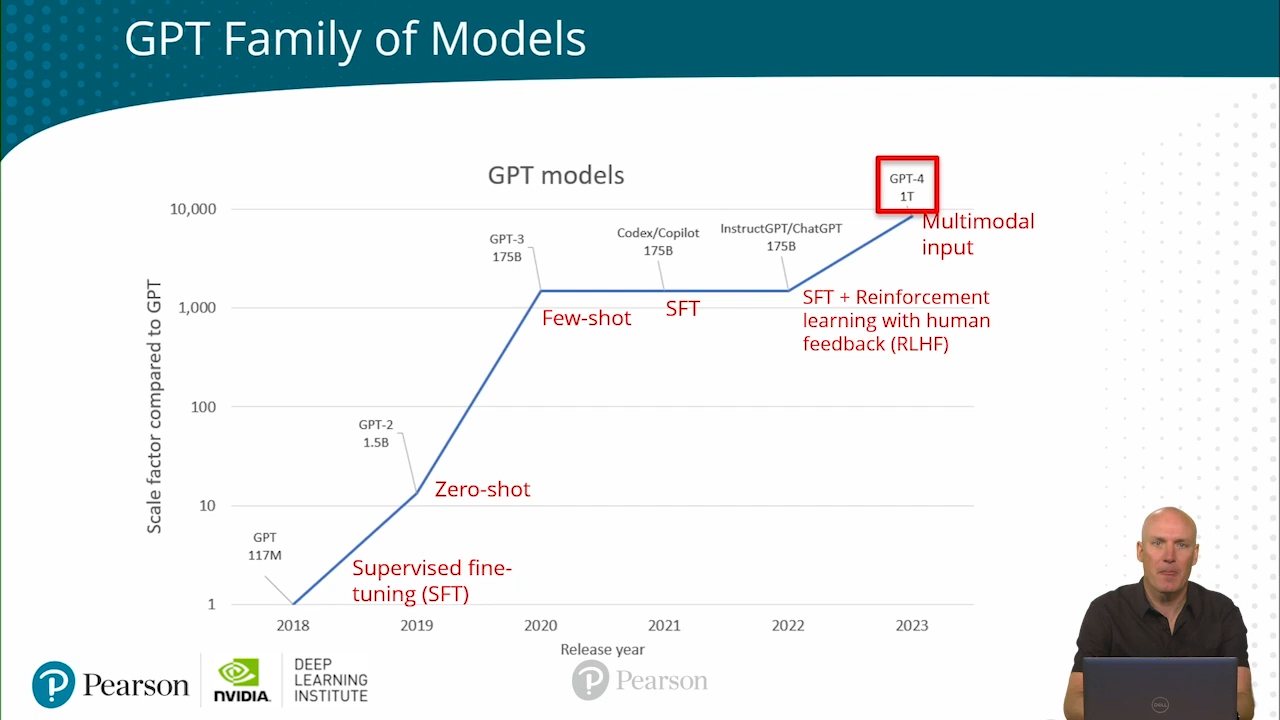 GPT Family of Models
GPT models
GPT-4
1T
Multimodal
input
10,000
1,000
100
10
1
Scale factor compared to GPT
GPT-3
175B
Codex/Copilot
175B
InstructGPT/ChatGPT
175B
Few-shot
SFT
SFT + Reinforcement
learning with human
feedback (RLHF)
GPT-2
1.5B
Zero-shot
GPT
117M
Supervised fine-
tuning (SFT)
2018 2019 2020 2021 2022 2023
Release year
Pearson
NVIDIA.
DEEP
LEARNING
INSTITUTE
Pearson
DELL